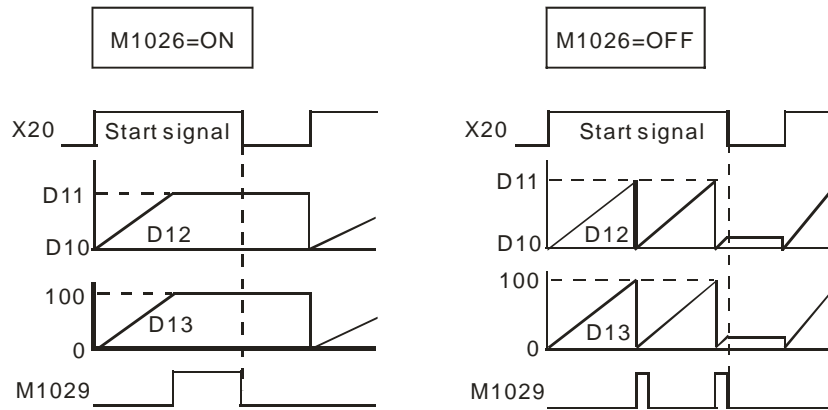 M1026=ON
X20
Start signal
D11
D10
D12
100
0
D13
M1029
M1026=OFF
X20
Start signal
D11
D10
D12
100
0
D13
M1029